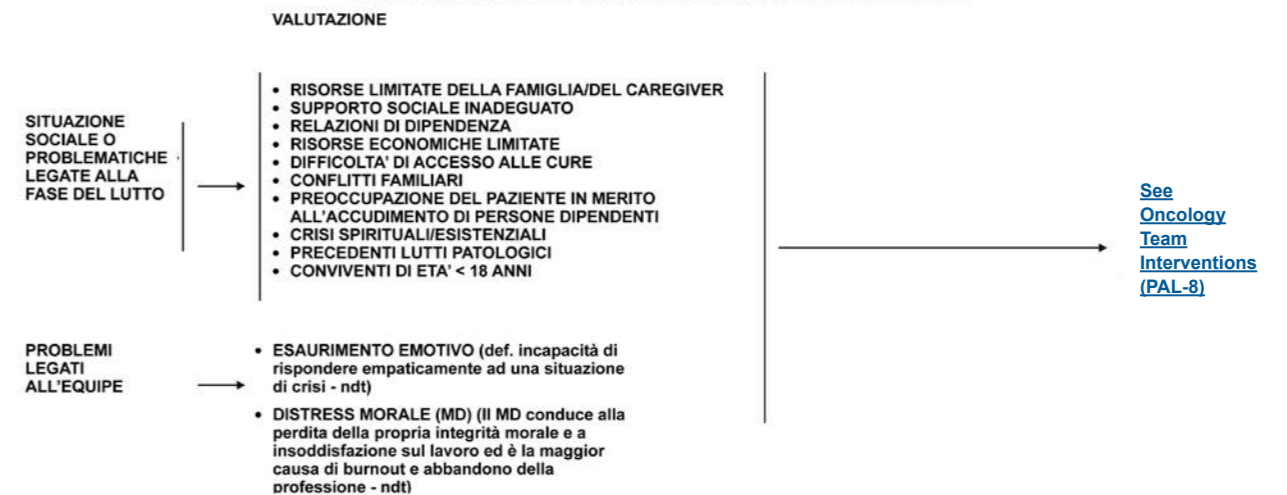 VALUTAZIONE
SITUAZIONE
SOCIALE O
PROBLEMATICHE
LEGATE ALLA
FASE DEL LUTTO
• RISORSE LIMITATE DELLA FAMIGLIA/DEL CAREGIVER
• SUPPORTO SOCIALE INADEGUATO
• RELAZIONI DI DIPENDENZA
• RISORSE ECONOMICHE LIMITATE
• DIFFICOLTA' DI ACCESSO ALLE CURE
• CONFLITTI FAMILIARI
• PREOCCUPAZIONE DEL PAZIENTE IN MERITO
ALL'ACCUDIMENTO DI PERSONE DIPENDENTI
• CRISI SPIRITUALI/ESISTENZIALI
• PRECEDENTI LUTTI PATOLOGICI
• CONVIVENTI DI ETA' < 18 ANNI
See
Oncology
Team
Interventions
(PAL-8)
PROBLEMI
LEGATI
ALL'EQUIPE
• ESAURIMENTO EMOTIVO (def. incapacità di
rispondere empaticamente ad una situazione
di crisi - ndt)
• DISTRESS MORALE (MD) (Il MD conduce alla
perdita della propria integrità morale e a
insoddisfazione sul lavoro ed è la maggior
causa di burnout e abbandono della
professione - ndt)